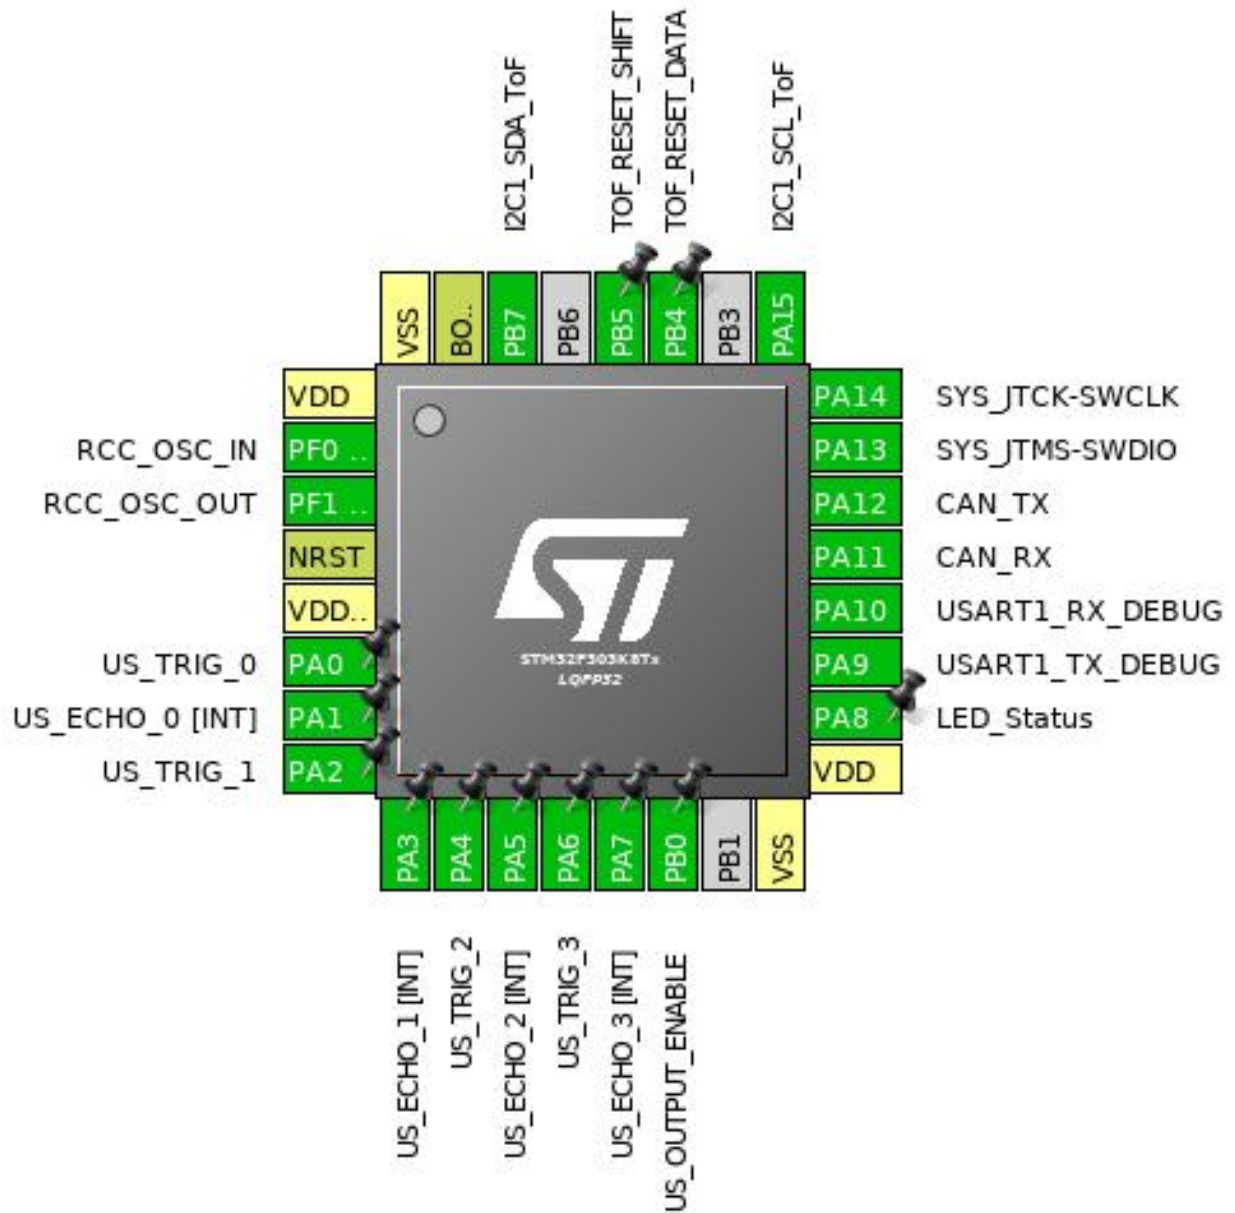 I2C1_SDA_ToF
TOF_RESET_SHIFT
TOF_RESET_DATA
I2C1_SCL_ToF
VSS
BO..
PB7
PB6
PB5
PB4
PB3
PA15
VDD
RCC_OSC_IN PF0 ..
RCC_OSC_OUT PF1 ..
NRST
VDD..
US_TRIG_0 PA0
US_ECHO_0 [INT] PA1
US_TRIG_1 PA2
PA14 SYS_JTCK-SWCLK
PA13 SYS_JTMS-SWDIO
PA12 CAN_TX
PA11 CAN_RX
PA10 USART1_RX_DEBUG
PA9 USART1_TX_DEBUG
PA8 LED_Status
VDD
ST
STM32F303K8Tx
LQFP32
PA3
PA4
PA5
PA6
PA7
PB0
PB1
VSS
US_ECHO_1 [INT]
US_TRIG_2
US_ECHO_2 [INT]
US_TRIG_3
US_ECHO_3 [INT]
US_OUTPUT_ENABLE